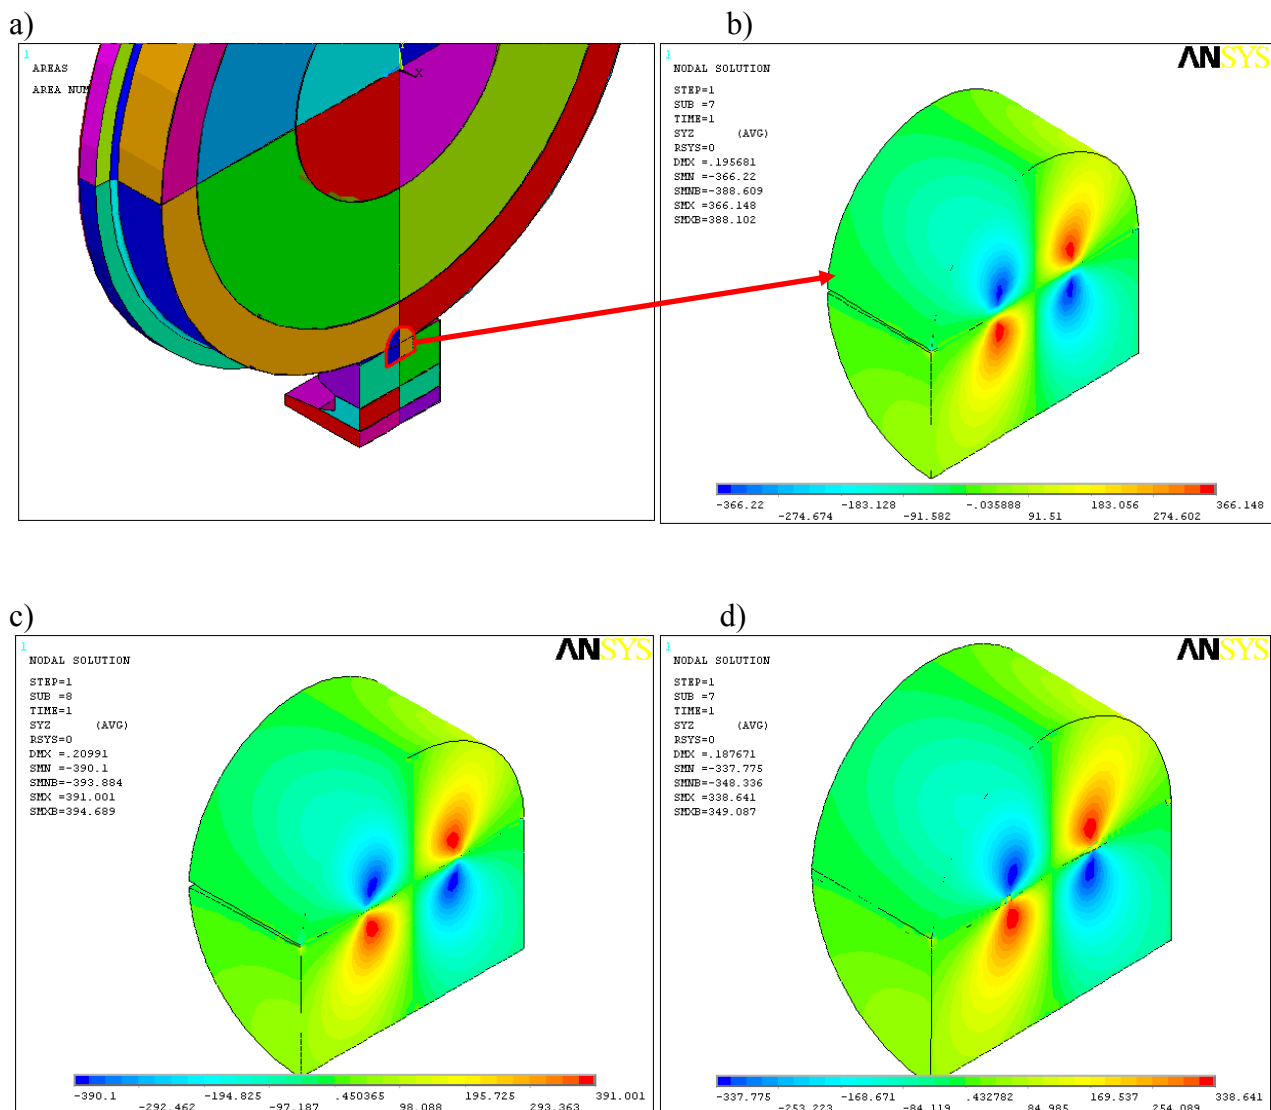 a)
1
AREAS
AREA NUM
X
b)
1
ANSYS
NODAL SOLUTION
STEP=1
SUB =7
TIME=1
SYZ (AVG)
RSYS=0
DMX =.195681
SMN =-366.22
SMNB=-388.609
SMX =366.148
SMXB=388.102
-366.22 -183.128 -.035888 183.056 366.148
-274.674 -91.582 91.51 274.602
c)
1
ANSYS
NODAL SOLUTION
STEP=1
SUB =8
TIME=1
SYZ (AVG)
RSYS=0
DMX =.20991
SMN =-390.1
SMNB=-393.884
SMX =391.001
SMXB=394.689
-390.1 -194.825 .450365 195.725 391.001
-292.462 -97.187 98.088 293.363
d)
1
ANSYS
NODAL SOLUTION
STEP=1
SUB =7
TIME=1
SYZ (AVG)
RSYS=0
DMX =.187671
SMN =-337.775
SMNB=-348.336
SMX =338.641
SMXB=349.087
-337.775 -168.671 .432782 169.537 338.641
-253.223 -84.119 84.985 254.089